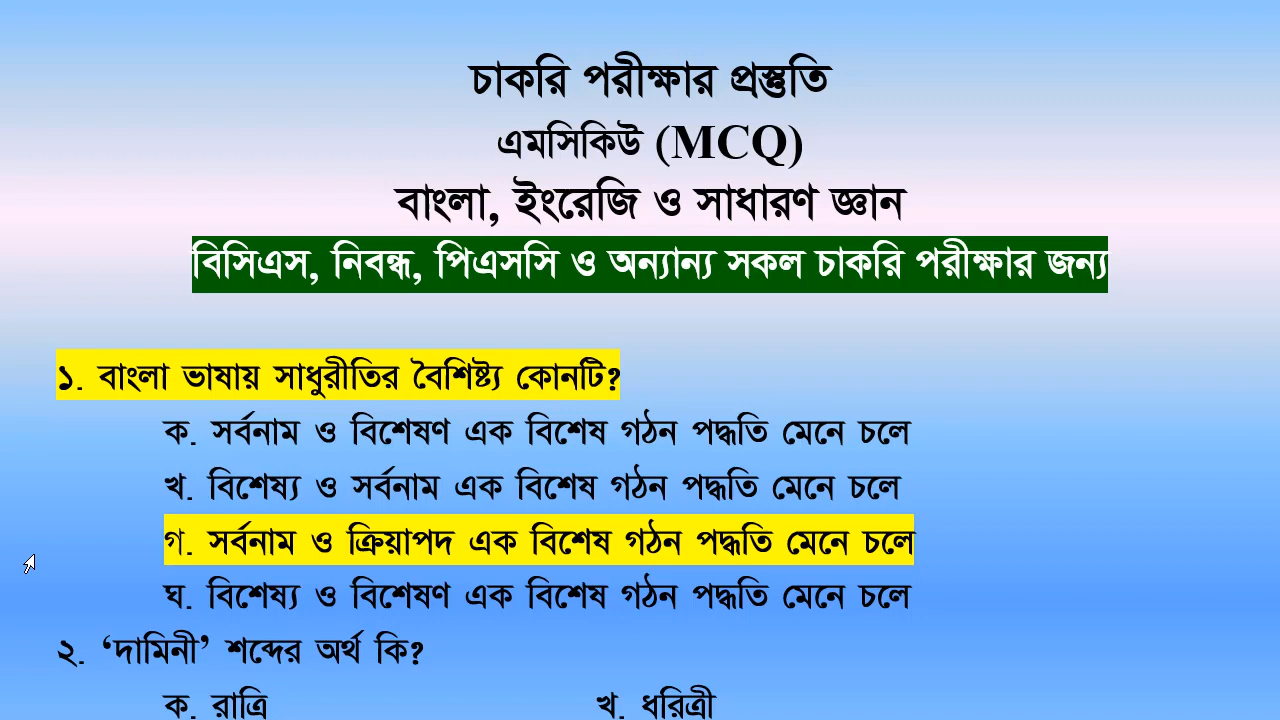 চাকরি পরীক্ষার প্রস্তুতি
এমসিকিউ (MCQ)
বাংলা, ইংরেজি ও সাধারণ জ্ঞান
বিসিএস, নিবন্ধ, পিএসসি ও অন্যান্য সকল চাকরি পরীক্ষার জন্য
১. বাংলা ভাষায় সাধুরীতির বৈশিষ্ট্য কোনটি?
ক. সর্বনাম ও বিশেষণ এক বিশেষ গঠন পদ্ধতি মেনে চলে
খ. বিশেষ্য ও সর্বনাম এক বিশেষ গঠন পদ্ধতি মেনে চলে
গ. সর্বনাম ও ক্রিয়াপদ এক বিশেষ গঠন পদ্ধতি মেনে চলে
ঘ. বিশেষ্য ও বিশেষণ এক বিশেষ গঠন পদ্ধতি মেনে চলে
২. ‘দামিনী’ শব্দের অর্থ কি?
ক. রাত্রি খ. ধরিত্রী